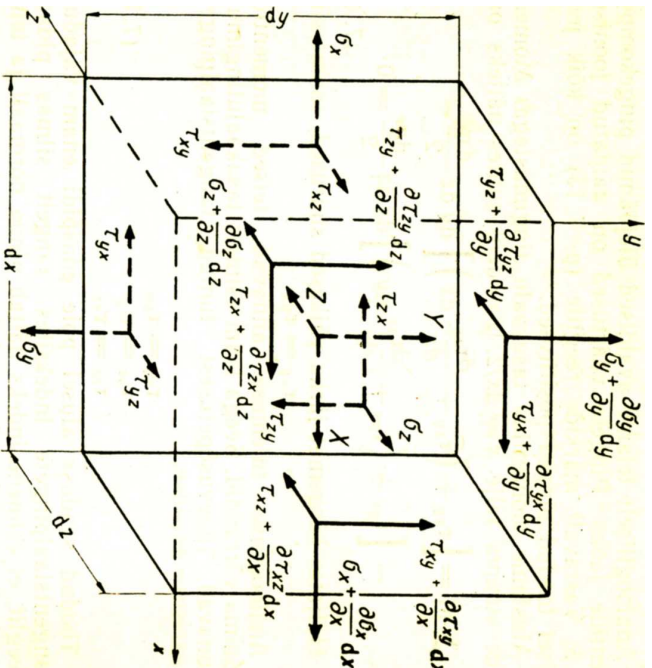 z
dy
σx
τxy
τxz
τzy + ∂τzy/∂z dz
τyz + ∂τyz/∂y dy
y
dx
σz + ∂σz/∂z dz
τyx
Z
τzx
Y
σy + ∂σy/∂y dy
σy
τyz
τzx + ∂τzx/∂z dz
τzy
X
σz
τyx + ∂τyx/∂y dy
dz
τxz + ∂τxz/∂x dx
σx + ∂σx/∂x dx
τxy + ∂τxy/∂x dx
x